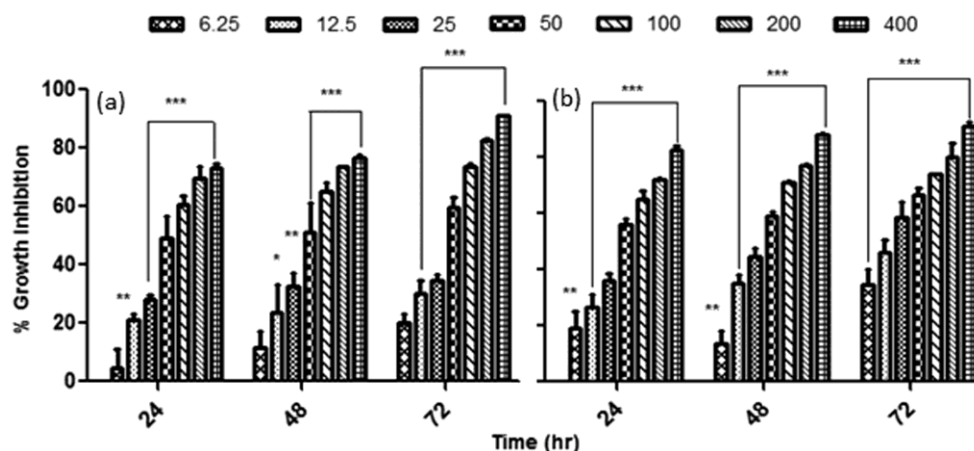 6.25 12.5 25 50 100 200 400
*** ***
100 (a) *** *** *** (b)
80
60
** 
40 *
** ** **
20
0
24 48 72 24 48 72
% Growth Inhibition
Time (hr)